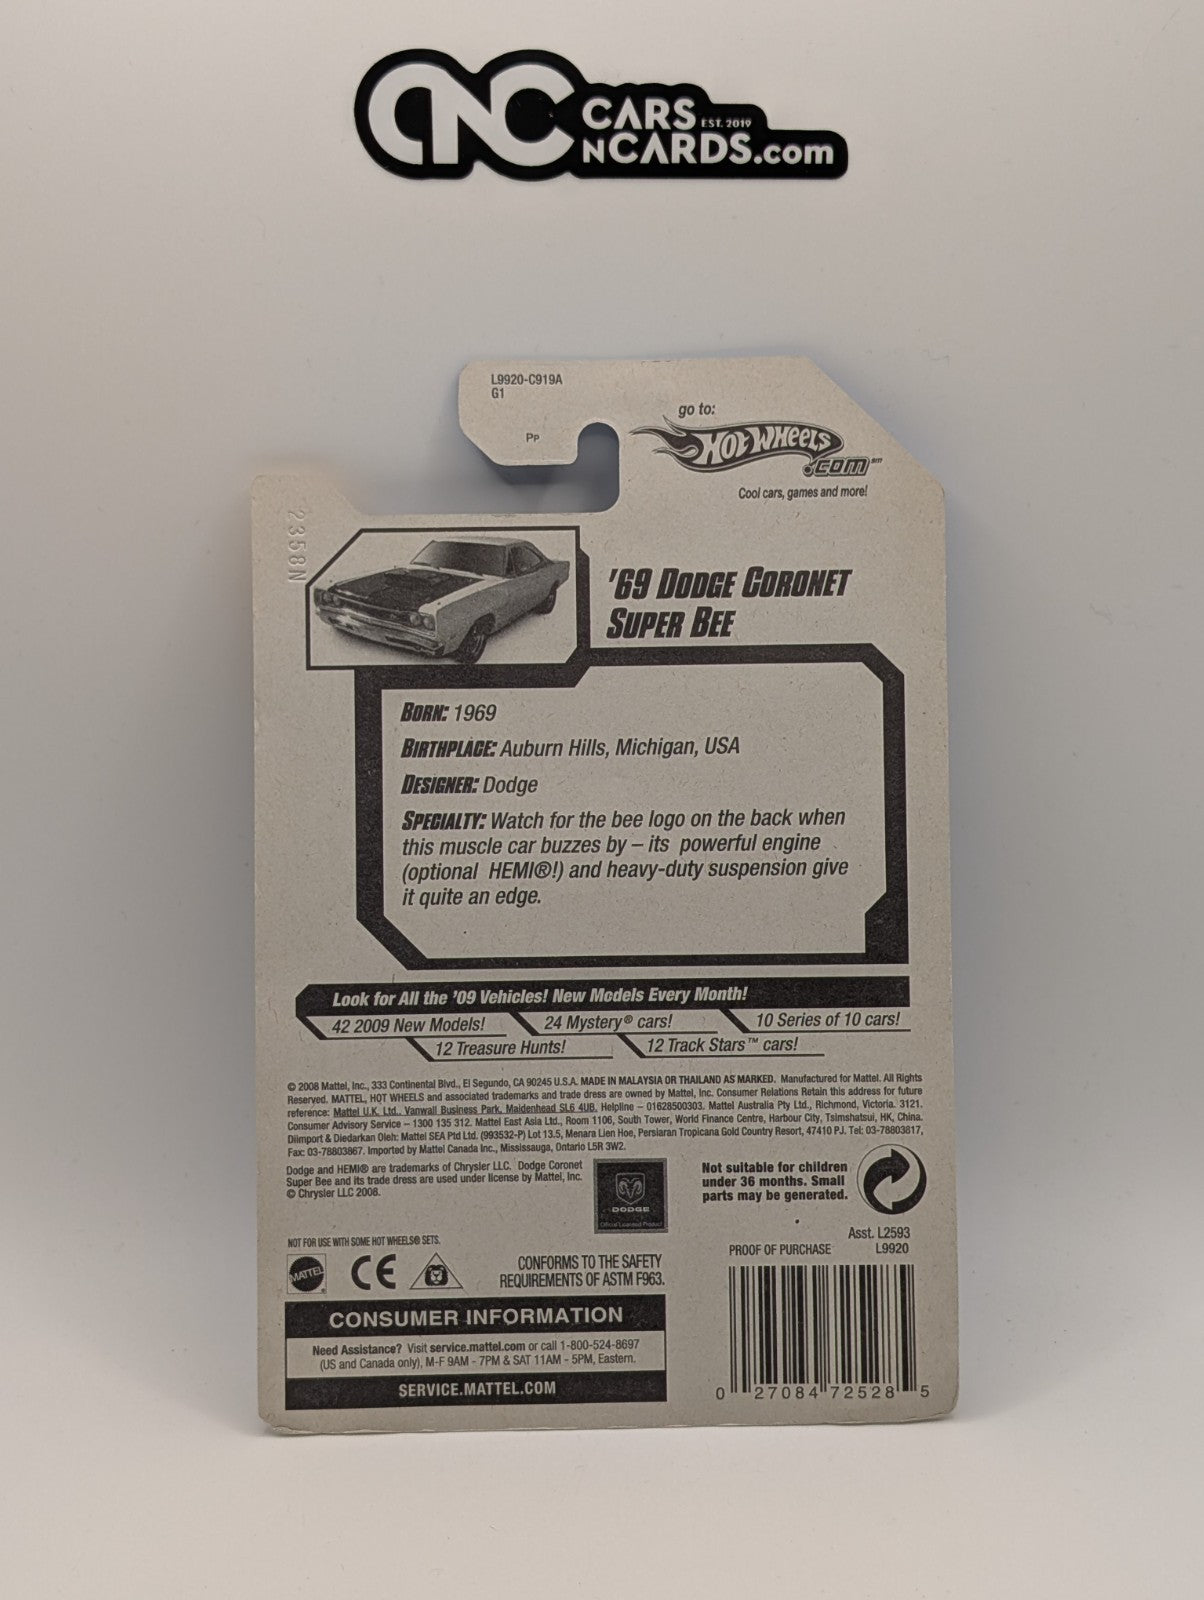 CNC CARS EST. 2019
NCARDS.com
L9920-C919A
G1
PP
go to:
HOT WHEELS
.COM℠
Cool cars, games and more!
2358N
'69 DODGE CORONET
SUPER BEE
BORN: 1969
BIRTHPLACE: Auburn Hills, Michigan, USA
DESIGNER: Dodge
SPECIALTY: Watch for the bee logo on the back when
this muscle car buzzes by – its powerful engine
(optional HEMI®!) and heavy-duty suspension give
it quite an edge.
Look for All the '09 Vehicles! New Models Every Month!
42 2009 New Models! 24 Mystery® cars! 10 Series of 10 cars!
12 Treasure Hunts! 12 Track Stars™ cars!
© 2008 Mattel, Inc., 333 Continental Blvd., El Segundo, CA 90245 U.S.A. MADE IN MALAYSIA OR THAILAND AS MARKED. Manufactured for Mattel. All Rights
Reserved. MATTEL, HOT WHEELS and associated trademarks and trade dress are owned by Mattel, Inc. Consumer Relations Retain this address for future
reference: Mattel U.K. Ltd., Vanwall Business Park, Maidenhead SL6 4UB. Helpline – 01628500303. Mattel Australia Pty Ltd., Richmond, Victoria. 3121.
Consumer Advisory Service – 1300 135 312. Mattel East Asia Ltd., Room 1106, South Tower, World Finance Centre, Harbour City, Tsimshatsui, HK, China.
Diimport & Diedarkan Oleh: Mattel SEA Ptd Ltd. (993532-P) Lot 13.5, Menara Lien Hoe, Persiaran Tropicana Gold Country Resort, 47410 PJ. Tel: 03-78803817,
Fax: 03-78803867. Imported by Mattel Canada Inc., Mississauga, Ontario L5R 3W2.
Dodge and HEMI® are trademarks of Chrysler LLC. Dodge Coronet
Super Bee and its trade dress are used under license by Mattel, Inc.
© Chrysler LLC 2008.
DODGE
Official Licensed Product
Not suitable for children
under 36 months. Small
parts may be generated.
Asst. L2593
PROOF OF PURCHASE L9920
NOT FOR USE WITH SOME HOT WHEELS® SETS.
MATTEL
CE
CONFORMS TO THE SAFETY
REQUIREMENTS OF ASTM F963.
CONSUMER INFORMATION
Need Assistance? Visit service.mattel.com or call 1-800-524-8697
(US and Canada only), M-F 9AM - 7PM & SAT 11AM - 5PM, Eastern.
SERVICE.MATTEL.COM
0 27084 72528 5